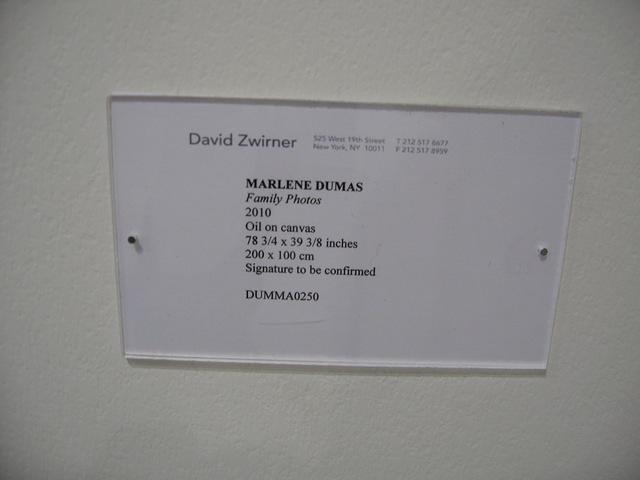 David Zwirner
525 West 19th Street T 212 517 8677
New York, NY 10011 F 212 517 8959
MARLENE DUMAS
Family Photos
2010
Oil on canvas
78 3/4 x 39 3/8 inches
200 x 100 cm
Signature to be confirmed
DUMMA0250